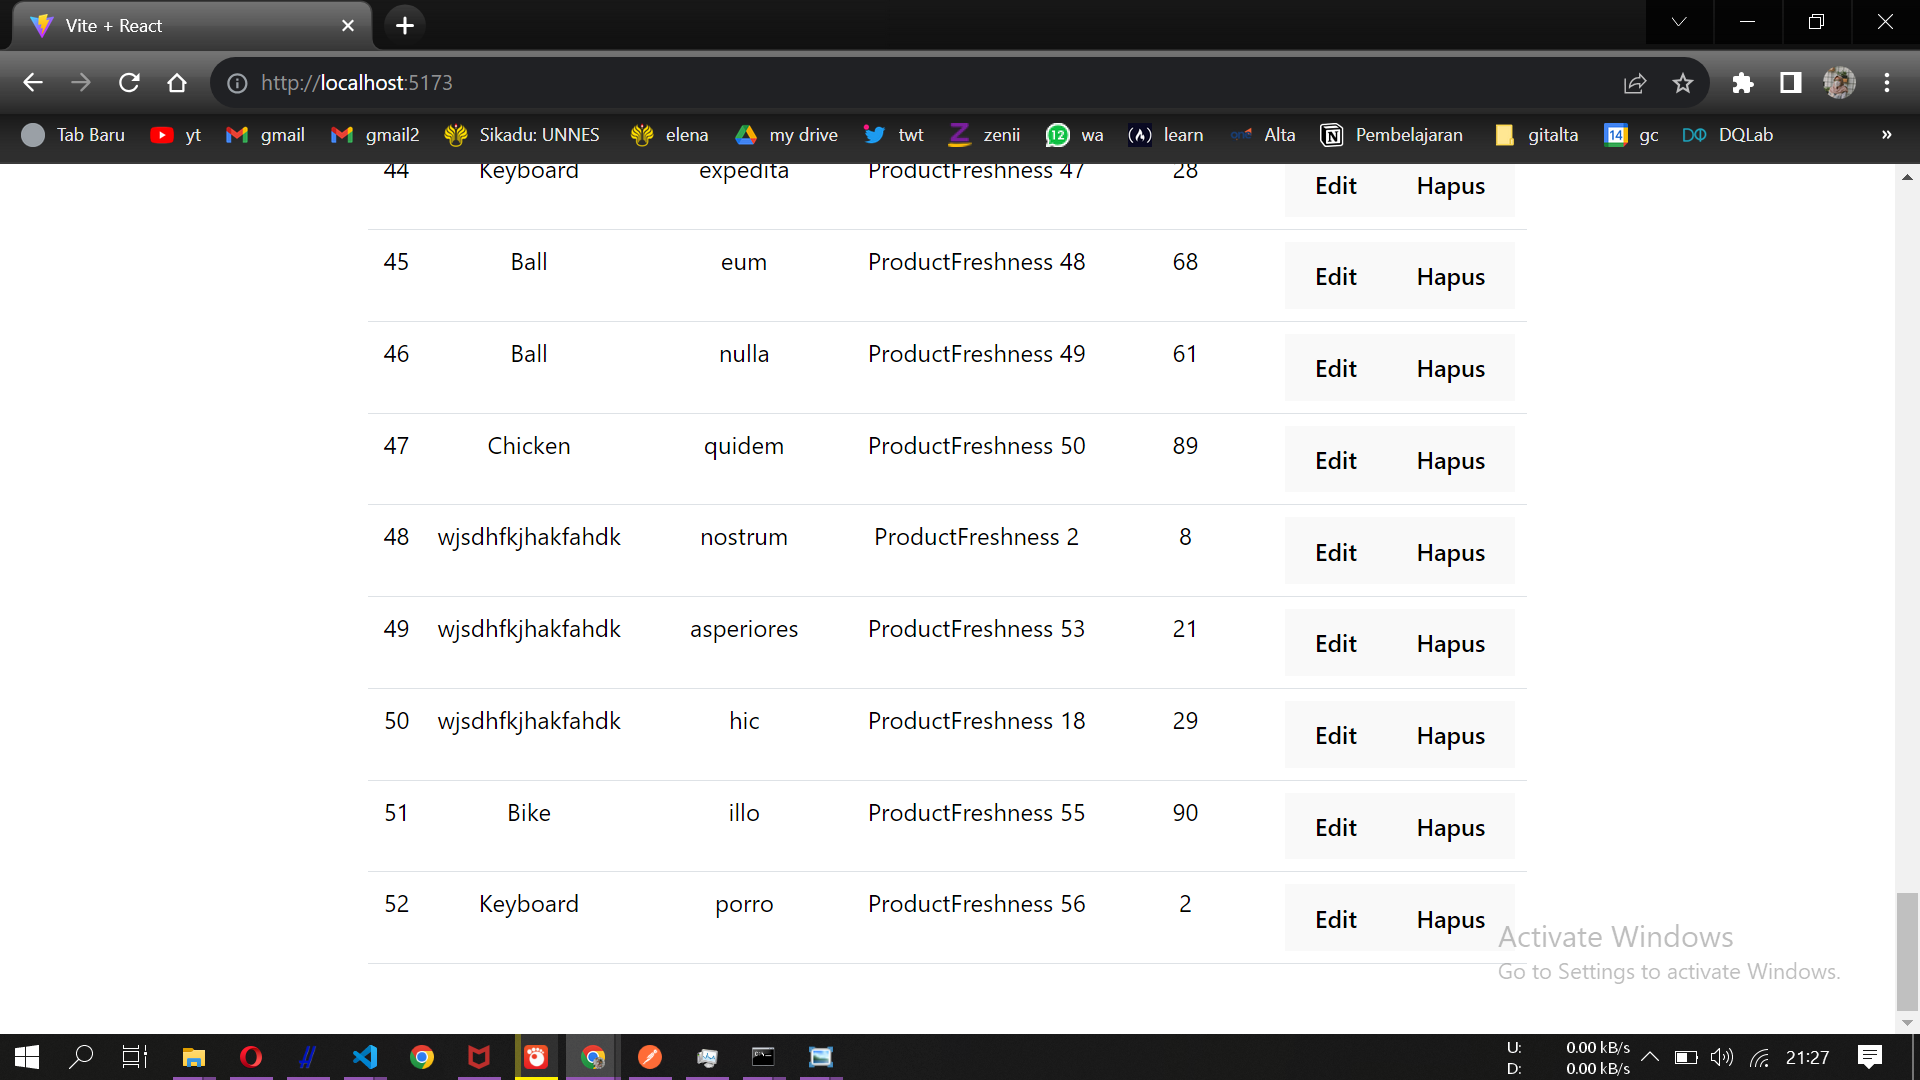 Vite + React
http://localhost:5173
Tab Baru yt gmail gmail2 Sikadu: UNNES elena my drive twt zenii 12 wa learn Alta Pembelajaran gitalta 14 gc DQLab »
44 Keyboard expedita ProductFreshness 47 28 Edit Hapus
45 Ball eum ProductFreshness 48 68 Edit Hapus
46 Ball nulla ProductFreshness 49 61 Edit Hapus
47 Chicken quidem ProductFreshness 50 89 Edit Hapus
48 wjsdhfkjhakfahdk nostrum ProductFreshness 2 8 Edit Hapus
49 wjsdhfkjhakfahdk asperiores ProductFreshness 53 21 Edit Hapus
50 wjsdhfkjhakfahdk hic ProductFreshness 18 29 Edit Hapus
51 Bike illo ProductFreshness 55 90 Edit Hapus
52 Keyboard porro ProductFreshness 56 2 Edit Hapus
Activate Windows
Go to Settings to activate Windows.
U: 0.00 kB/s
D: 0.00 kB/s
21:27